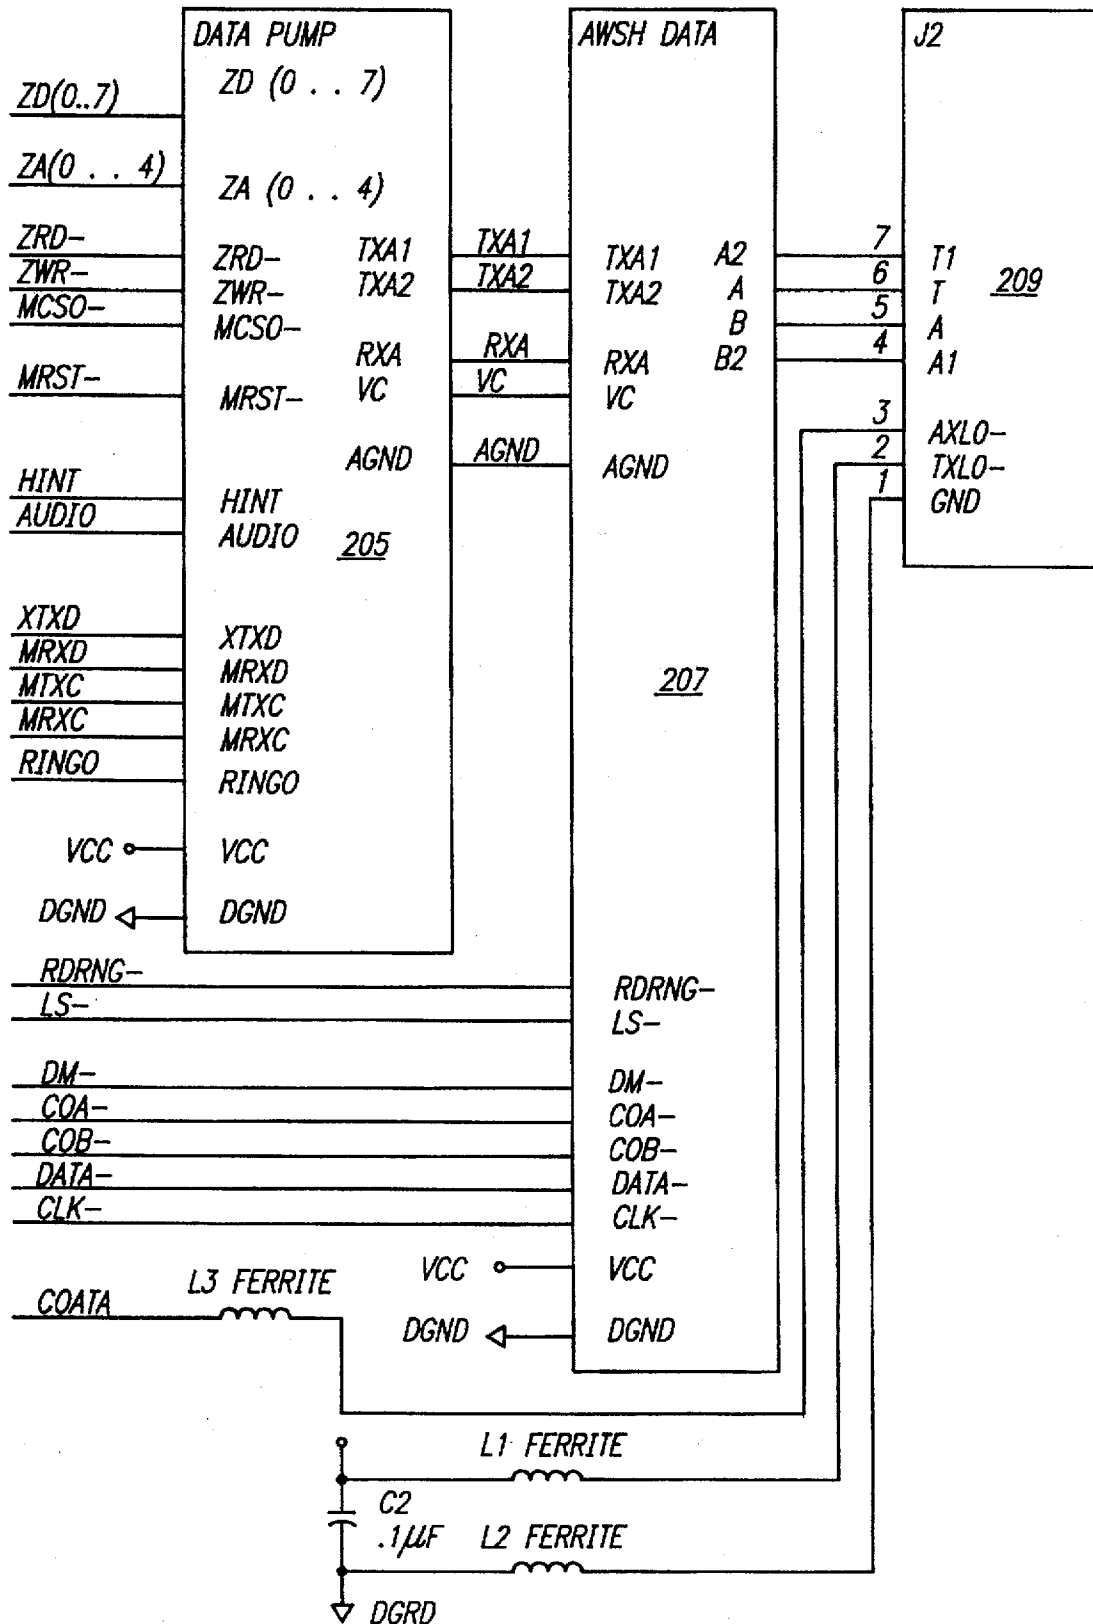 DATA PUMP
AWSH DATA
J2
ZD(0..7)
ZD (0 . . 7)
ZA(0 . . 4)
ZA (0 . . 4)
ZRD-
ZRD-
TXA1
TXA1
TXA1
A2
7
T1
ZWR-
ZWR-
TXA2
TXA2
TXA2
A
6
T
209
MCSO-
MCSO-
B
5
A
RXA
RXA
RXA
B2
4
A1
MRST-
MRST-
VC
VC
VC
3
AXLO-
AGND
AGND
AGND
2
TXLO-
HINT
HINT
1
GND
AUDIO
AUDIO
205
XTXD
XTXD
MRXD
MRXD
207
MTXC
MTXC
MRXC
MRXC
RINGO
RINGO
VCC
VCC
DGND
DGND
RDRNG-
RDRNG-
LS-
LS-
DM-
DM-
COA-
COA-
COB-
COB-
DATA-
DATA-
CLK-
CLK-
VCC
VCC
L3 FERRITE
COATA
DGND
DGND
L1 FERRITE
C2
.1µF
L2 FERRITE
DGRD